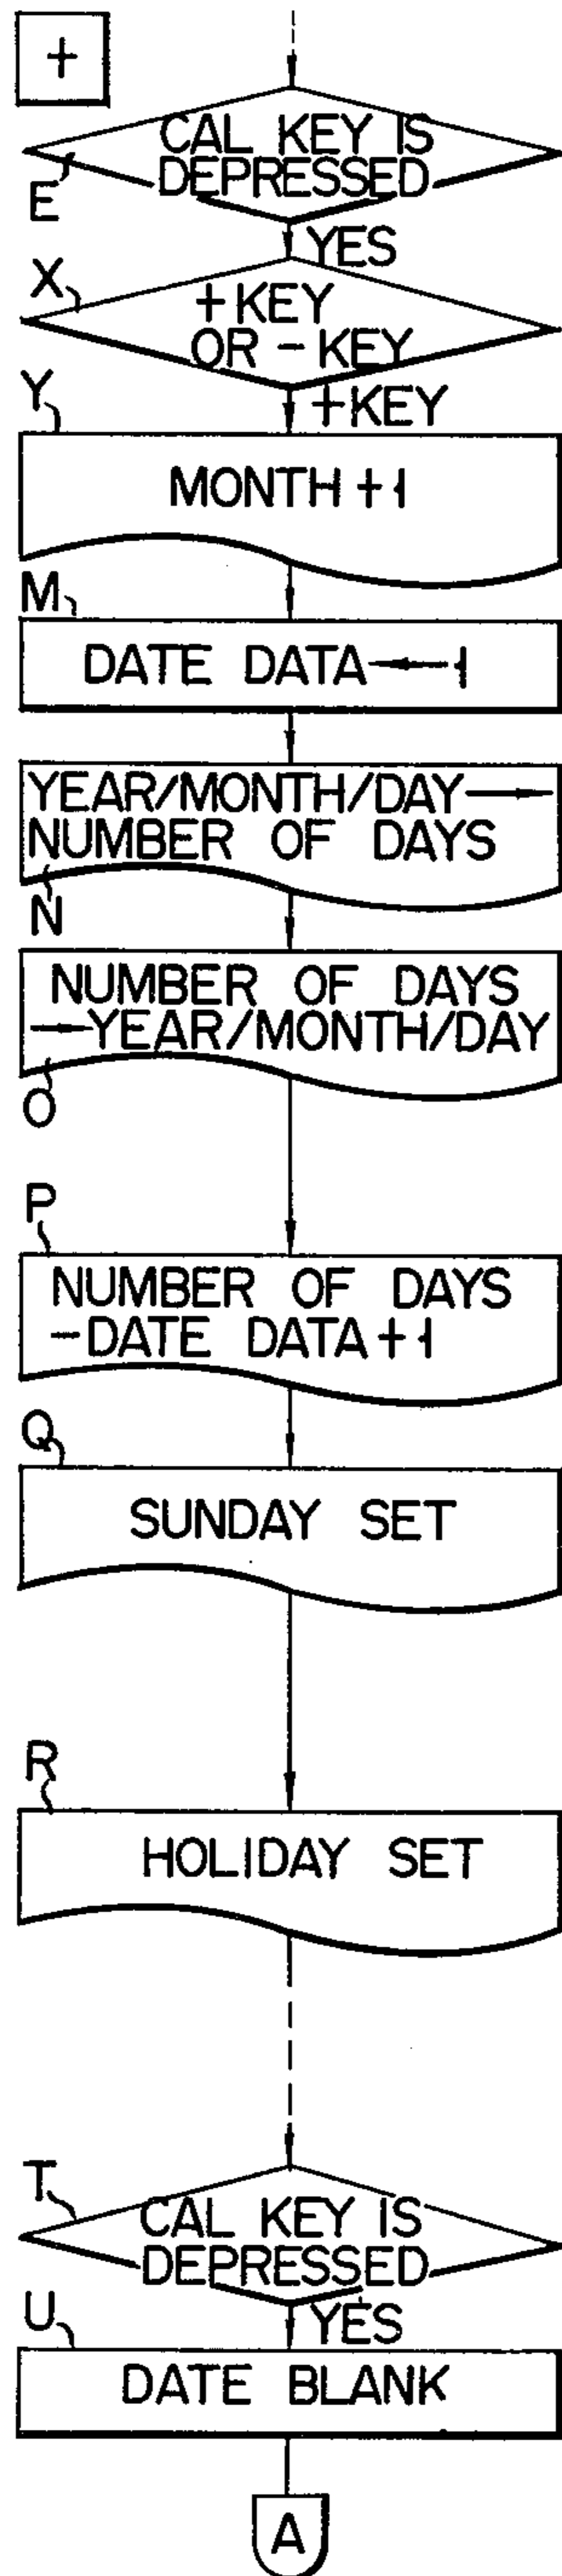 +
CAL KEY IS
DEPRESSED
E
YES
X
+KEY
OR -KEY
+KEY
Y
MONTH +1
M
DATE DATA←1
YEAR/MONTH/DAY→
NUMBER OF DAYS
N
NUMBER OF DAYS
→YEAR/MONTH/DAY
O
P
NUMBER OF DAYS
-DATE DATA+1
Q
SUNDAY SET
R
HOLIDAY SET
T
CAL KEY IS
DEPRESSED
YES
U
DATE BLANK
A